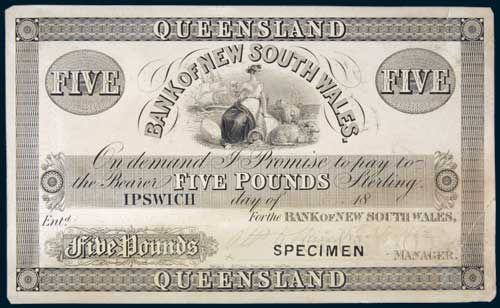 QUEENSLAND
FIVE
BANK OF NEW SOUTH WALES.
FIVE
On demand I Promise to pay to
the Bearer FIVE POUNDS Sterling.
IPSWICH day of 18
Entd. For the BANK OF NEW SOUTH WALES,
Five Pounds
SPECIMEN
MANAGER.
QUEENSLAND